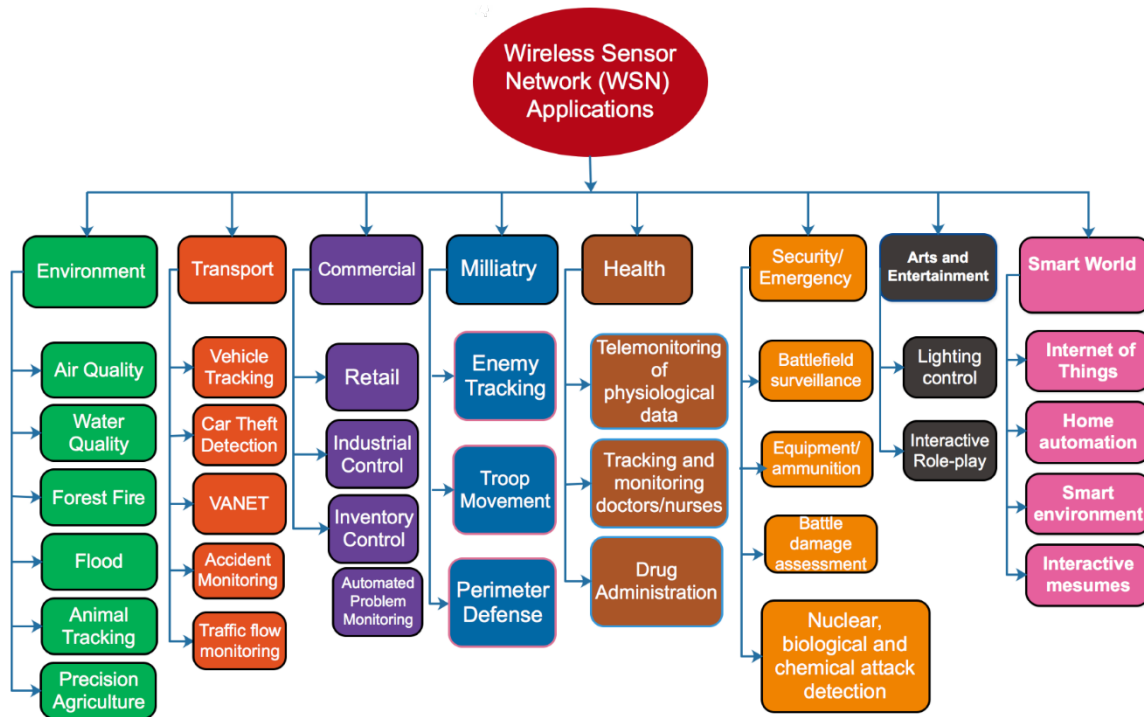 Wireless Sensor
Network (WSN)
Applications
Environment
Transport
Commercial
Milliatry
Health
Security/
Emergency
Arts and
Entertainment
Smart World
Air Quality
Water
Quality
Forest Fire
Flood
Animal
Tracking
Precision
Agriculture
Vehicle
Tracking
Car Theft
Detection
VANET
Accident
Monitoring
Traffic flow
monitoring
Retail
Industrial
Control
Inventory
Control
Automated
Problem
Monitoring
Enemy
Tracking
Troop
Movement
Perimeter
Defense
Telemonitoring
of
physiological
data
Tracking and
monitoring
doctors/nurses
Drug
Administration
Battlefield
surveillance
Equipment/
ammunition
Battle
damage
assessment
Nuclear,
biological and
chemical attack
detection
Lighting
control
Interactive
Role-play
Internet of
Things
Home
automation
Smart
environment
Interactive
mesumes